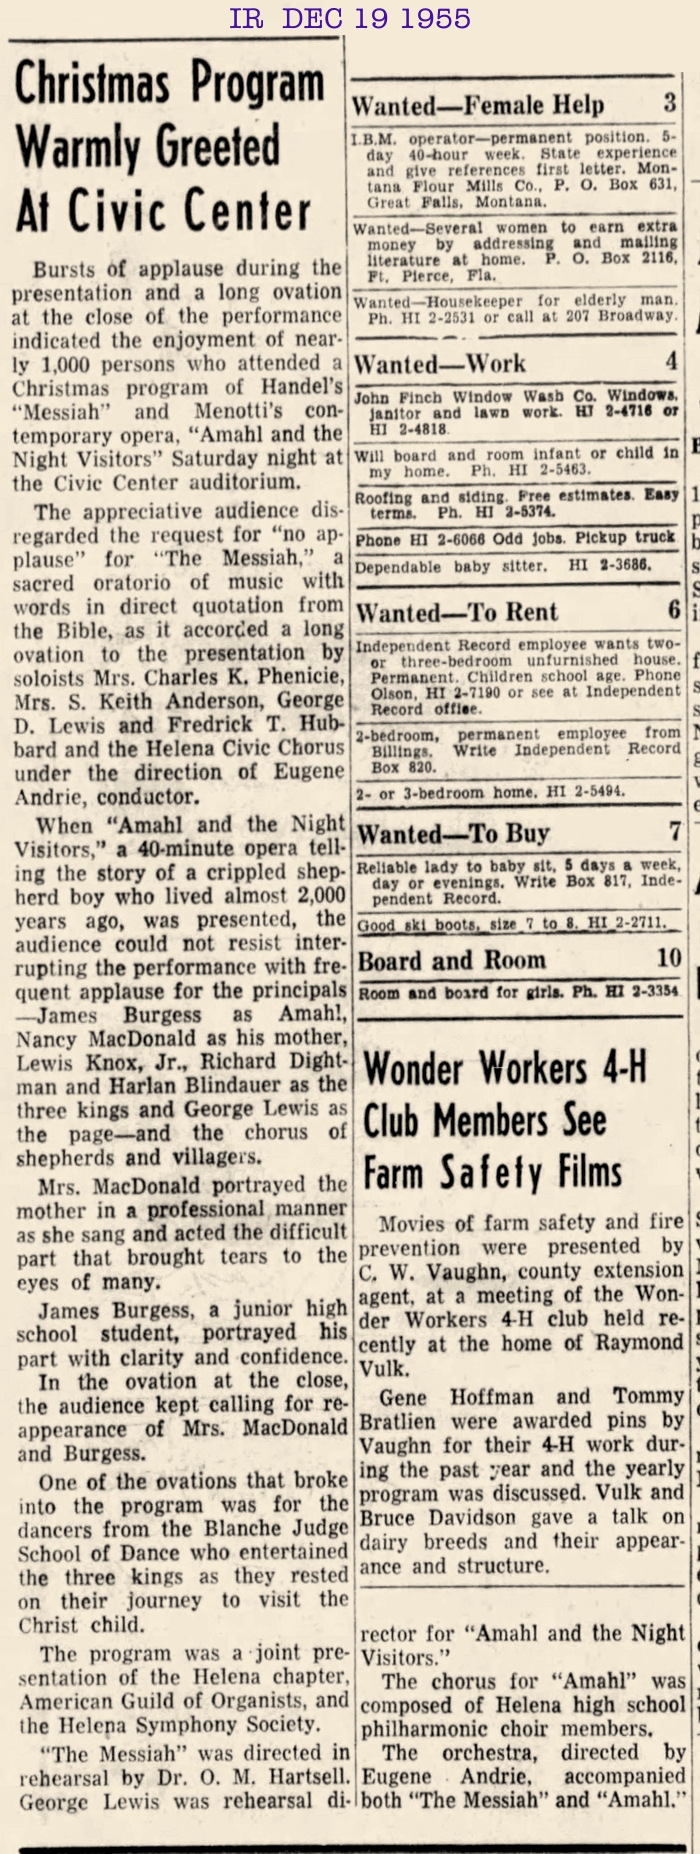 IR DEC 19 1955
Christmas Program
Warmly Greeted
At Civic Center
Bursts of applause during the
presentation and a long ovation
at the close of the performance
indicated the enjoyment of near-
ly 1,000 persons who attended a
Christmas program of Handel's
"Messiah" and Menotti's con-
temporary opera, "Amahl and the
Night Visitors" Saturday night at
the Civic Center auditorium.
The appreciative audience dis-
regarded the request for "no ap-
plause" for "The Messiah," a
sacred oratorio of music with
words in direct quotation from
the Bible, as it accorded a long
ovation to the presentation by
soloists Mrs. Charles K. Phenicie,
Mrs. S. Keith Anderson, George
D. Lewis and Fredrick T. Hub-
bard and the Helena Civic Chorus
under the direction of Eugene
Andrie, conductor.
When "Amahl and the Night
Visitors," a 40-minute opera tell-
ing the story of a crippled shep-
herd boy who lived almost 2,000
years ago, was presented, the
audience could not resist inter-
rupting the performance with fre-
quent applause for the principals
—James Burgess as Amahl,
Nancy MacDonald as his mother,
Lewis Knox, Jr., Richard Dight-
man and Harlan Blindauer as the
three kings and George Lewis as
the page—and the chorus of
shepherds and villagers.
Mrs. MacDonald portrayed the
mother in a professional manner
as she sang and acted the difficult
part that brought tears to the
eyes of many.
James Burgess, a junior high
school student, portrayed his
part with clarity and confidence.
In the ovation at the close,
the audience kept calling for re-
appearance of Mrs. MacDonald
and Burgess.
One of the ovations that broke
into the program was for the
dancers from the Blanche Judge
School of Dance who entertained
the three kings as they rested
on their journey to visit the
Christ child.
The program was a joint pre-
sentation of the Helena chapter,
American Guild of Organists, and
the Helena Symphony Society.
"The Messiah" was directed in
rehearsal by Dr. O. M. Hartsell.
George Lewis was rehearsal di-
rector for "Amahl and the Night
Visitors."
The chorus for "Amahl" was
composed of Helena high school
philharmonic choir members.
The orchestra, directed by
Eugene Andrie, accompanied
both "The Messiah" and "Amahl."
Wanted—Female Help 3
I.B.M. operator—permanent position. 5-
day 40-hour week. State experience
and give references first letter. Mon-
tana Flour Mills Co., P. O. Box 631,
Great Falls, Montana.
Wanted—Several women to earn extra
money by addressing and mailing
literature at home. P. O. Box 2116,
Ft. Pierce, Fla.
Wanted—Housekeeper for elderly man.
Ph. HI 2-2531 or call at 207 Broadway.
Wanted—Work 4
John Finch Window Wash Co. Windows,
janitor and lawn work. HI 2-4716 or
HI 2-4818.
Will board and room infant or child in
my home. Ph. HI 2-5463.
Roofing and siding. Free estimates. Easy
terms. Ph. HI 2-5374.
Phone HI 2-6066 Odd jobs. Pickup truck
Dependable baby sitter. HI 2-3686.
Wanted—To Rent 6
Independent Record employee wants two-
or three-bedroom unfurnished house.
Permanent. Children school age. Phone
Olson, HI 2-7190 or see at Independent
Record office.
2-bedroom, permanent employee from
Billings. Write Independent Record
Box 820.
2- or 3-bedroom home. HI 2-5494.
Wanted—To Buy 7
Reliable lady to baby sit, 5 days a week,
day or evenings. Write Box 817, Inde-
pendent Record.
Good ski boots, size 7 to 8. HI 2-2711.
Board and Room 10
Room and board for girls. Ph. HI 2-3354
Wonder Workers 4-H
Club Members See
Farm Safety Films
Movies of farm safety and fire
prevention were presented by
C. W. Vaughn, county extension
agent, at a meeting of the Won-
der Workers 4-H club held re-
cently at the home of Raymond
Vulk.
Gene Hoffman and Tommy
Bratlien were awarded pins by
Vaughn for their 4-H work dur-
ing the past year and the yearly
program was discussed. Vulk and
Bruce Davidson gave a talk on
dairy breeds and their appear-
ance and structure.